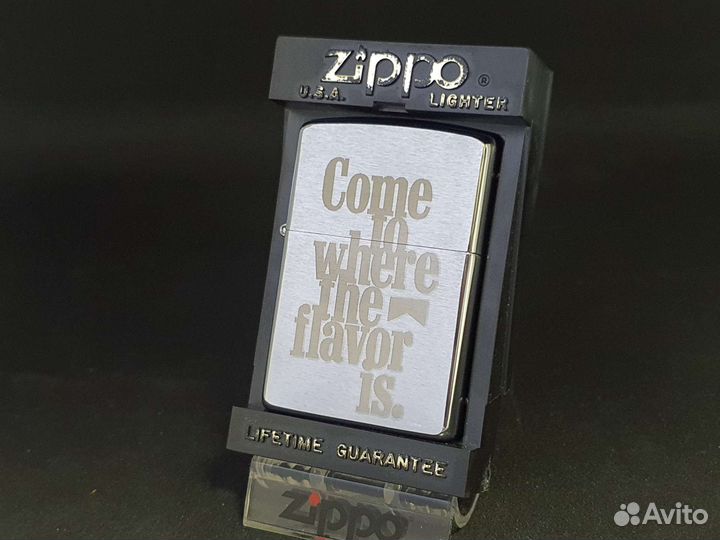 zippo ®
U.S.A. LIGHTER
Come
to
where
the
flavor
is.
LIFETIME GUARANTEE
zippo
Avito